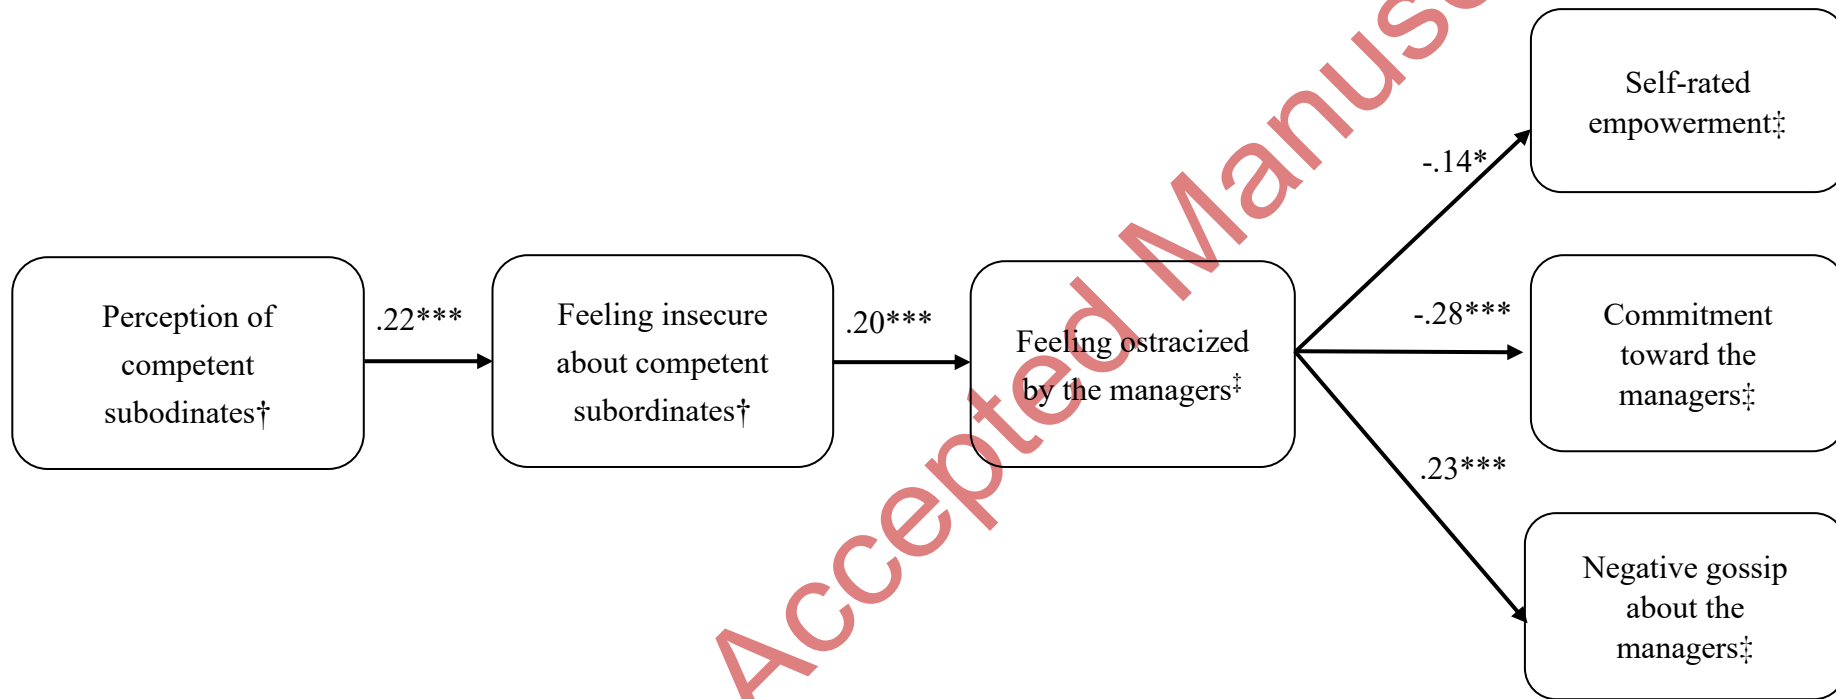 Perception of
competent
subodinates†
.22***
Feeling insecure
about competent
subordinates†
.20***
Feeling ostracized
by the managers‡
-.14*
-.28***
.23***
Self-rated
empowerment‡
Commitment
toward the
managers‡
Negative gossip
about the
managers‡
Accepted Manus